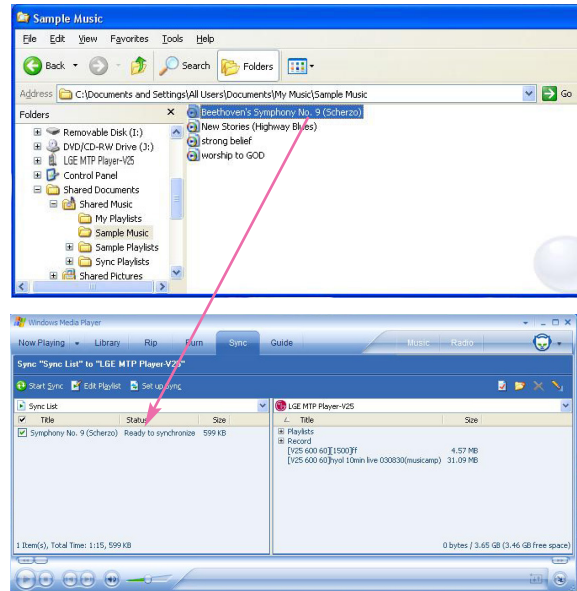 Sample Music
File Edit View Favorites Tools Help
Back Search Folders
Address C:\Documents and Settings\All Users\Documents\My Music\Sample Music Go
Folders
Removable Disk (I:)
DVD/CD-RW Drive (J:)
LGE MTP Player-V25
Control Panel
Shared Documents
Shared Music
My Playlists
Sample Music
Sample Playlists
Sync Playlists
Shared Pictures
Beethoven's Symphony No. 9 (Scherzo)
New Stories (Highway Blues)
strong belief
worship to GOD
Windows Media Player
Now Playing Library Rip Burn Sync Guide Music Radio
Sync "Sync List" to "LGE MTP Player-V25"
Start Sync Edit Playlist Set up Sync
Sync List
Title Status Size
Symphony No. 9 (Scherzo) Ready to synchronize 599 KB
1 Item(s), Total Time: 1:15, 599 KB
LGE MTP Player-V25
Title Size
Playlists
Record
[V25 600 60][1500]ff 4.57 MB
[V25 600 60]hyol 10min live 030830(musicamp) 31.09 MB
0 bytes / 3.65 GB (3.46 GB free space)